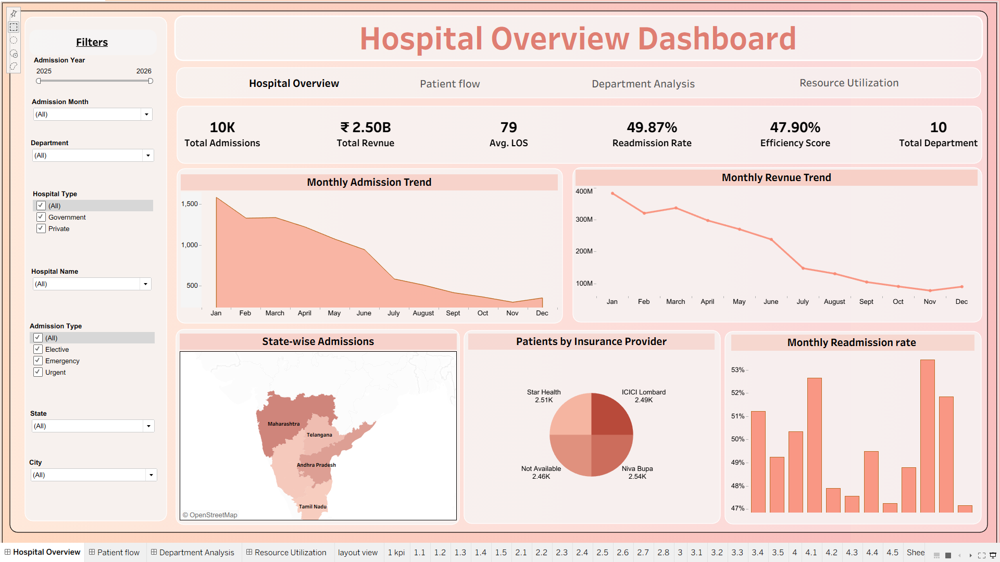 Filters
Admission Year
2025 2026
Admission Month
(All)
Department
(All)
Hospital Type
(All)
Government
Private
Hospital Name
(All)
Admission Type
(All)
Elective
Emergency
Urgent
State
(All)
City
(All)
Hospital Overview Dashboard
Hospital Overview Patient flow Department Analysis Resource Utilization
10K ₹ 2.50B 79 49.87% 47.90% 10
Total Admissions Total Revnue Avg. LOS Readmission Rate Efficiency Score Total Department
Monthly Admission Trend
1,500
1,000
500
Jan Feb March April May June July August Sept Oct Nov Dec
Monthly Revnue Trend
400M
300M
200M
100M
Jan Feb March April May June July August Sept Oct Nov Dec
State-wise Admissions
Maharashtra
Telangana
Andhra Pradesh
Tamil Nadu
© OpenStreetMap
Patients by Insurance Provider
Star Health ICICI Lombard
2.51K 2.49K
Not Available Niva Bupa
2.46K 2.54K
Monthly Readmission rate
53%
52%
51%
50%
49%
48%
47%
Hospital Overview Patient flow Department Analysis Resource Utilization layout view 1 kpi 1.1 1.2 1.3 1.4 1.5 2.1 2.2 2.3 2.4 2.5 2.6 2.7 2.8 3 3.1 3.2 3.3 3.4 3.5 4 4.1 4.2 4.3 4.4 4.5 Shee